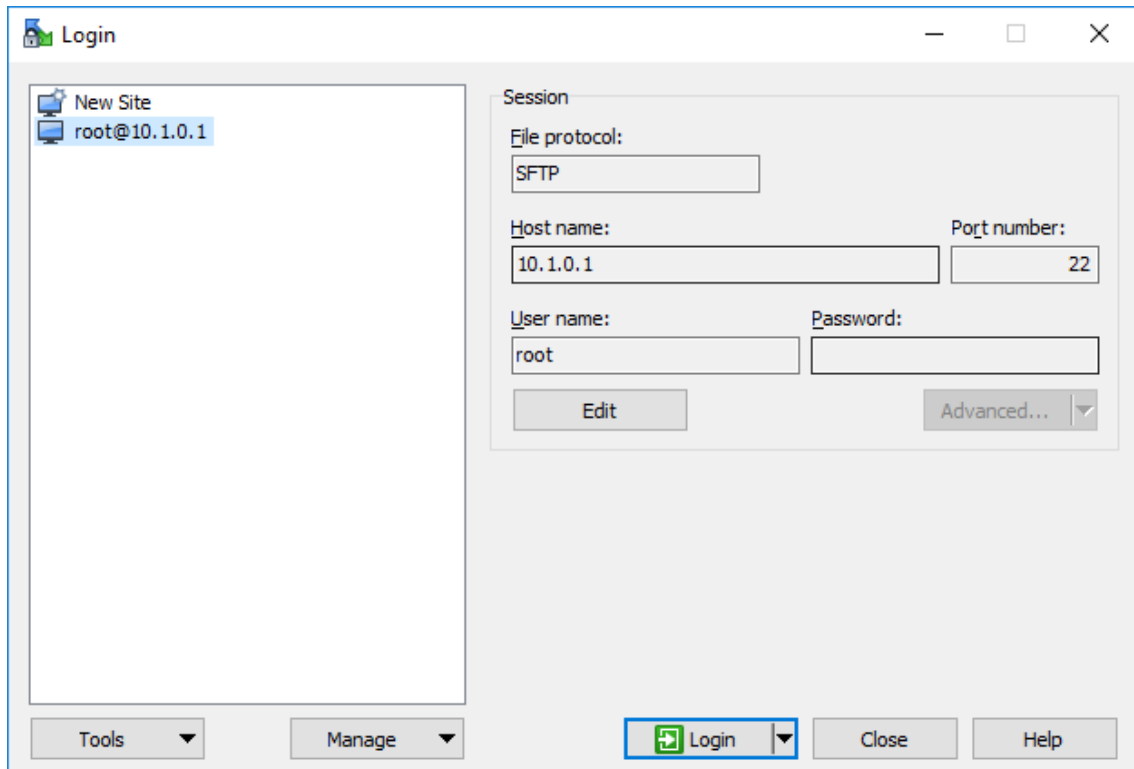 Login
New Site
root@10.1.0.1
Session
File protocol:
SFTP
Host name:
Port number:
10.1.0.1
22
User name:
Password:
root
Edit
Advanced...
Tools
Manage
Login
Close
Help